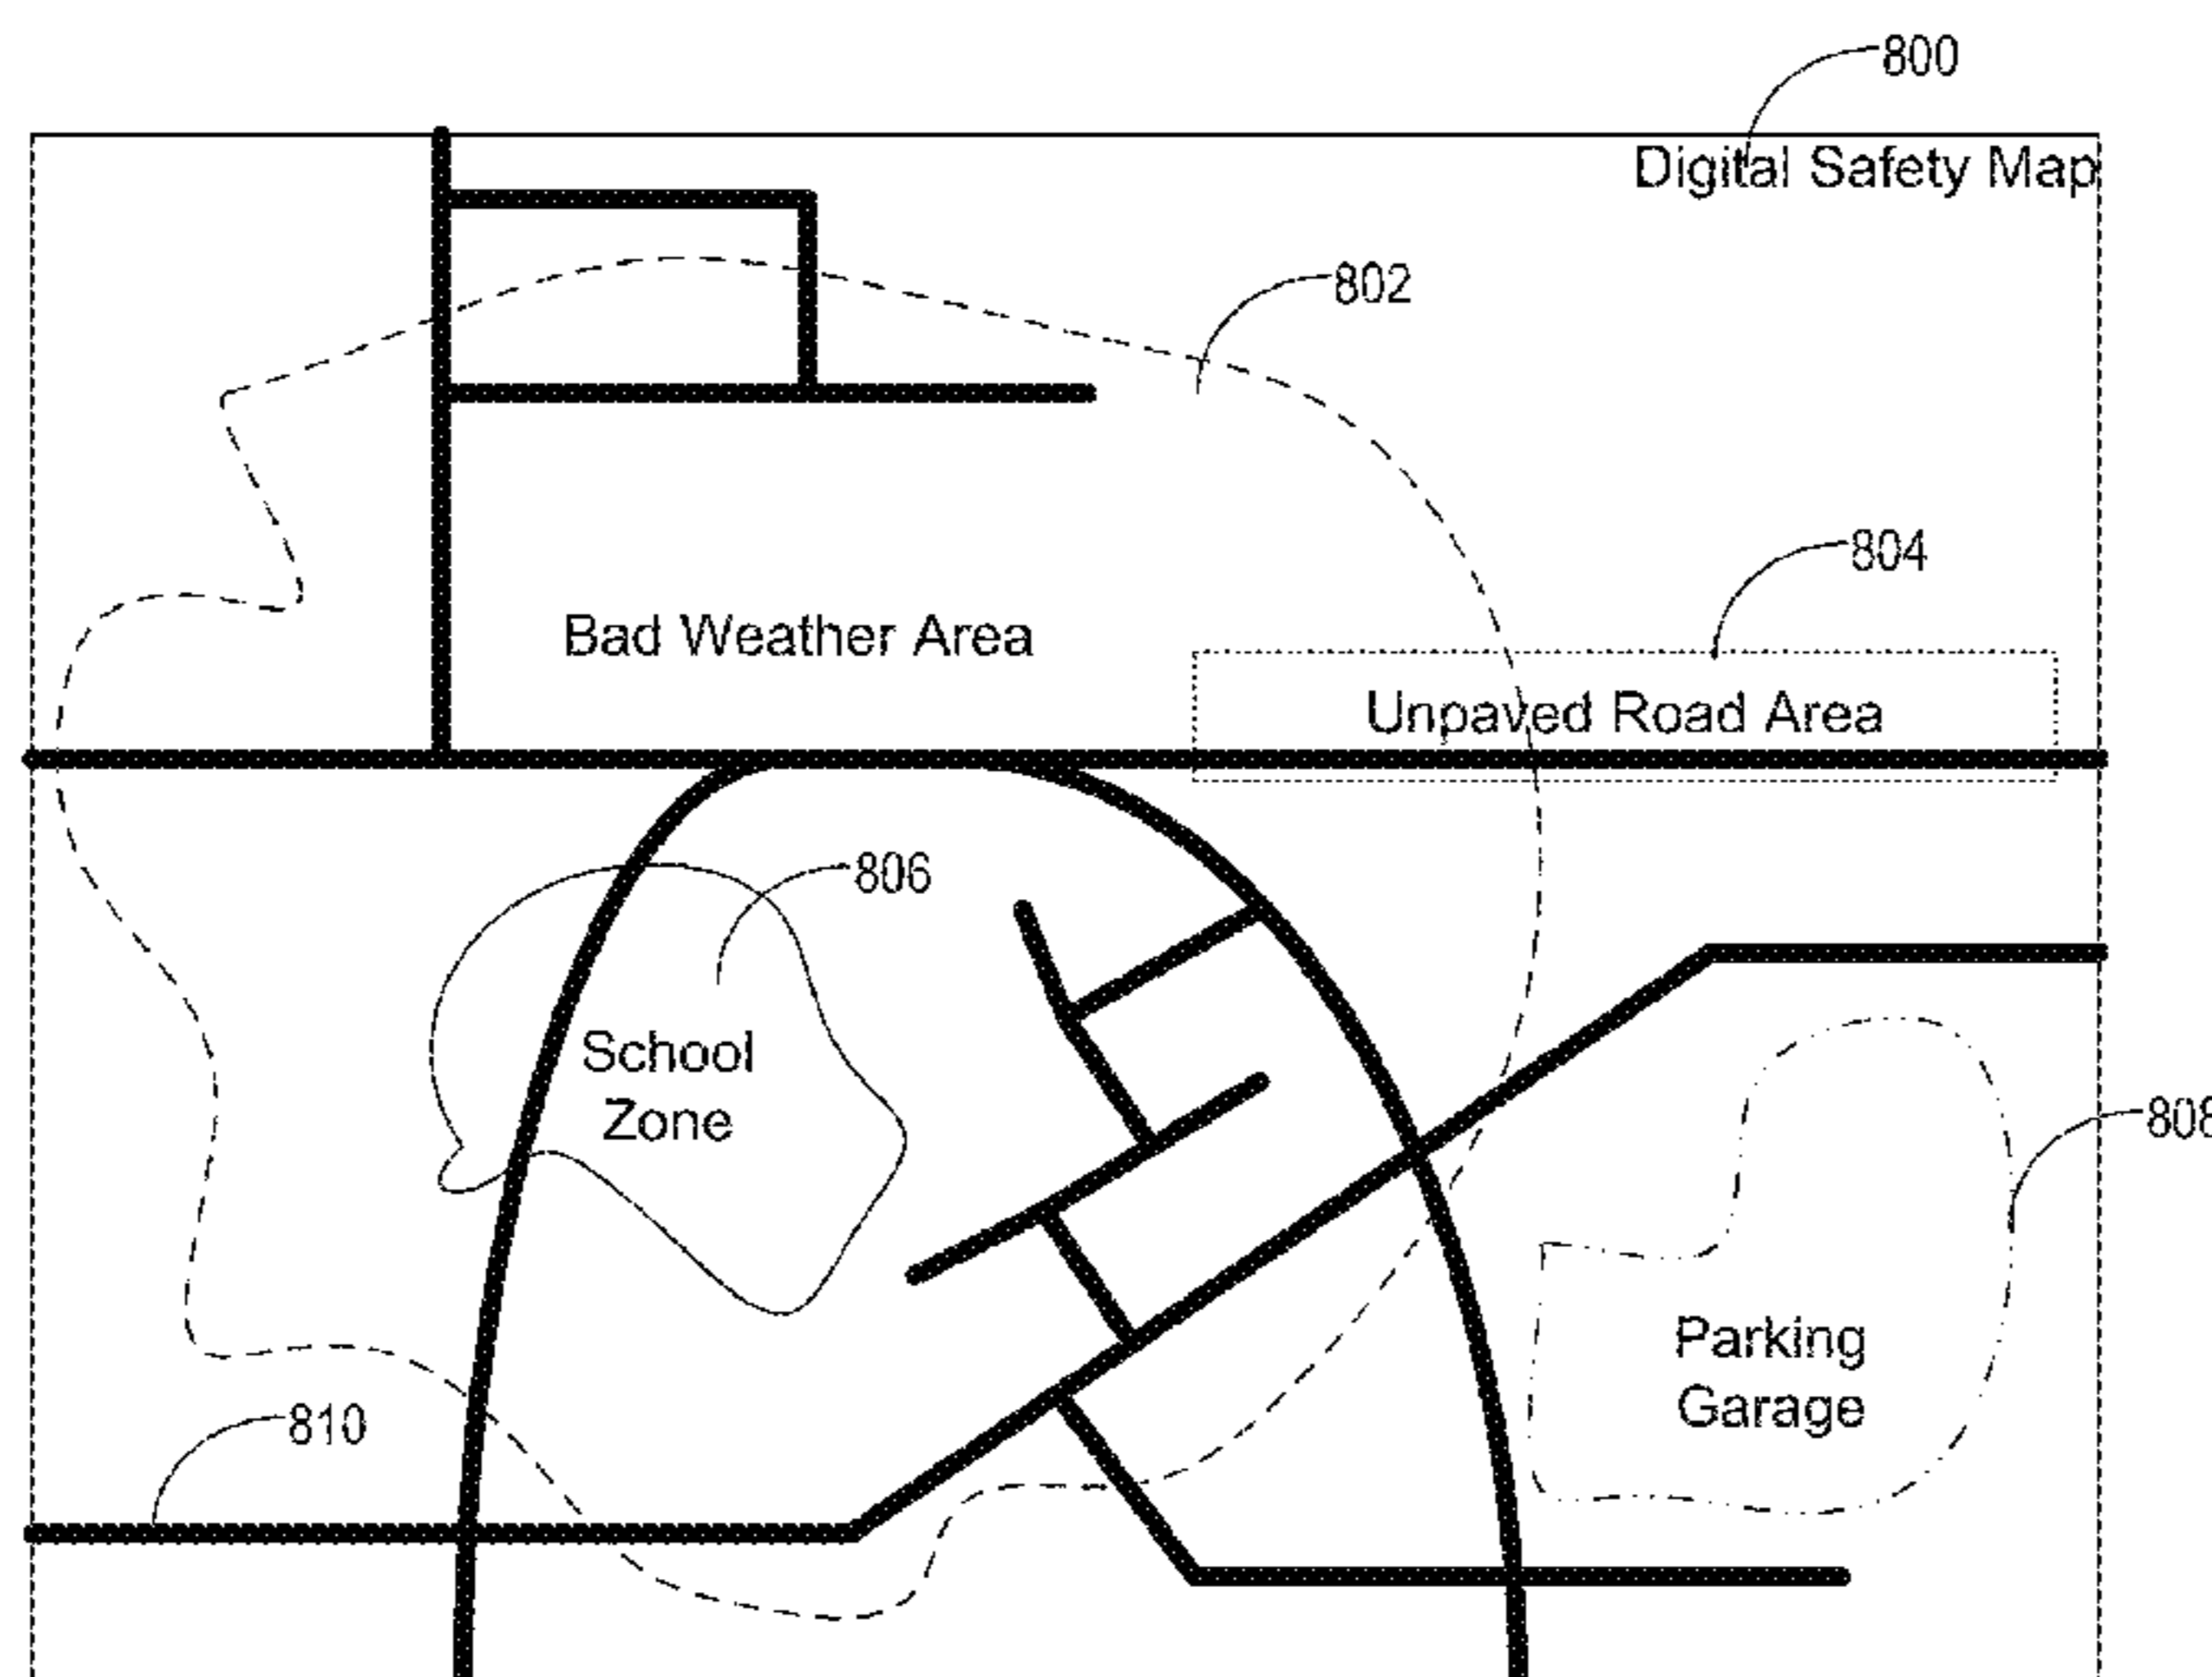 800
Digital Safety Map
802
804
Bad Weather Area
Unpaved Road Area
806
School
Zone
808
Parking
Garage
810